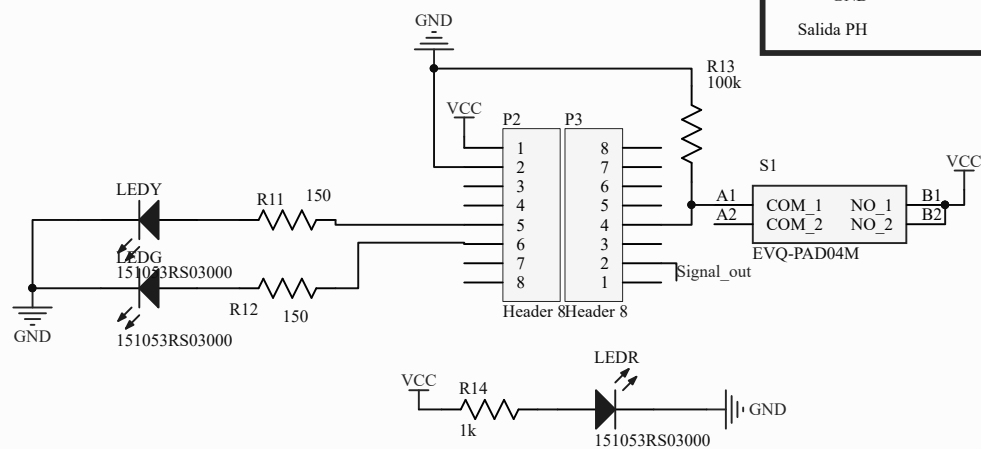 Salida PH
GND
R13
100k
VCC
P2
P3
1
2
3
4
5
6
7
8
8
7
6
5
4
3
2
1
Header 8
Header 8
Signal_out
S1
VCC
A1
A2
COM_1
COM_2
NO_1
NO_2
B1
B2
EVQ-PAD04M
LEDY
R11
150
LEDG
151053RS03000
R12
150
151053RS03000
GND
LEDR
VCC
R14
1k
GND
151053RS03000